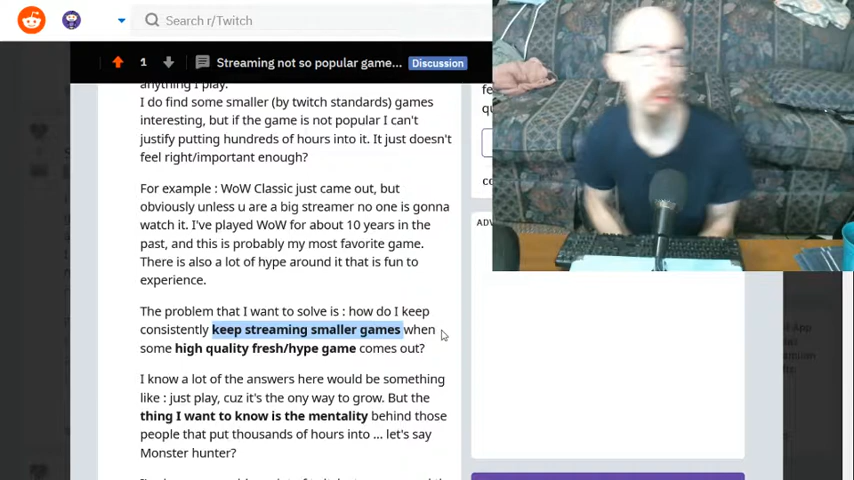 Search r/Twitch
1 Streaming not so popular game... Discussion
anything I play.
I do find some smaller (by twitch standards) games
interesting, but if the game is not popular I can't
justify putting hundreds of hours into it. It just doesn't
feel right/important enough?
For example : WoW Classic just came out, but
obviously unless u are a big streamer no one is gonna
watch it. I've played WoW for about 10 years in the
past, and this is probably my most favorite game.
There is also a lot of hype around it that is fun to
experience.
The problem that I want to solve is : how do I keep
consistently keep streaming smaller games when
some high quality fresh/hype game comes out?
I know a lot of the answers here would be something
like : just play, cuz it's the ony way to grow. But the
thing I want to know is the mentality behind those
people that put thousands of hours into ... let's say
Monster hunter?